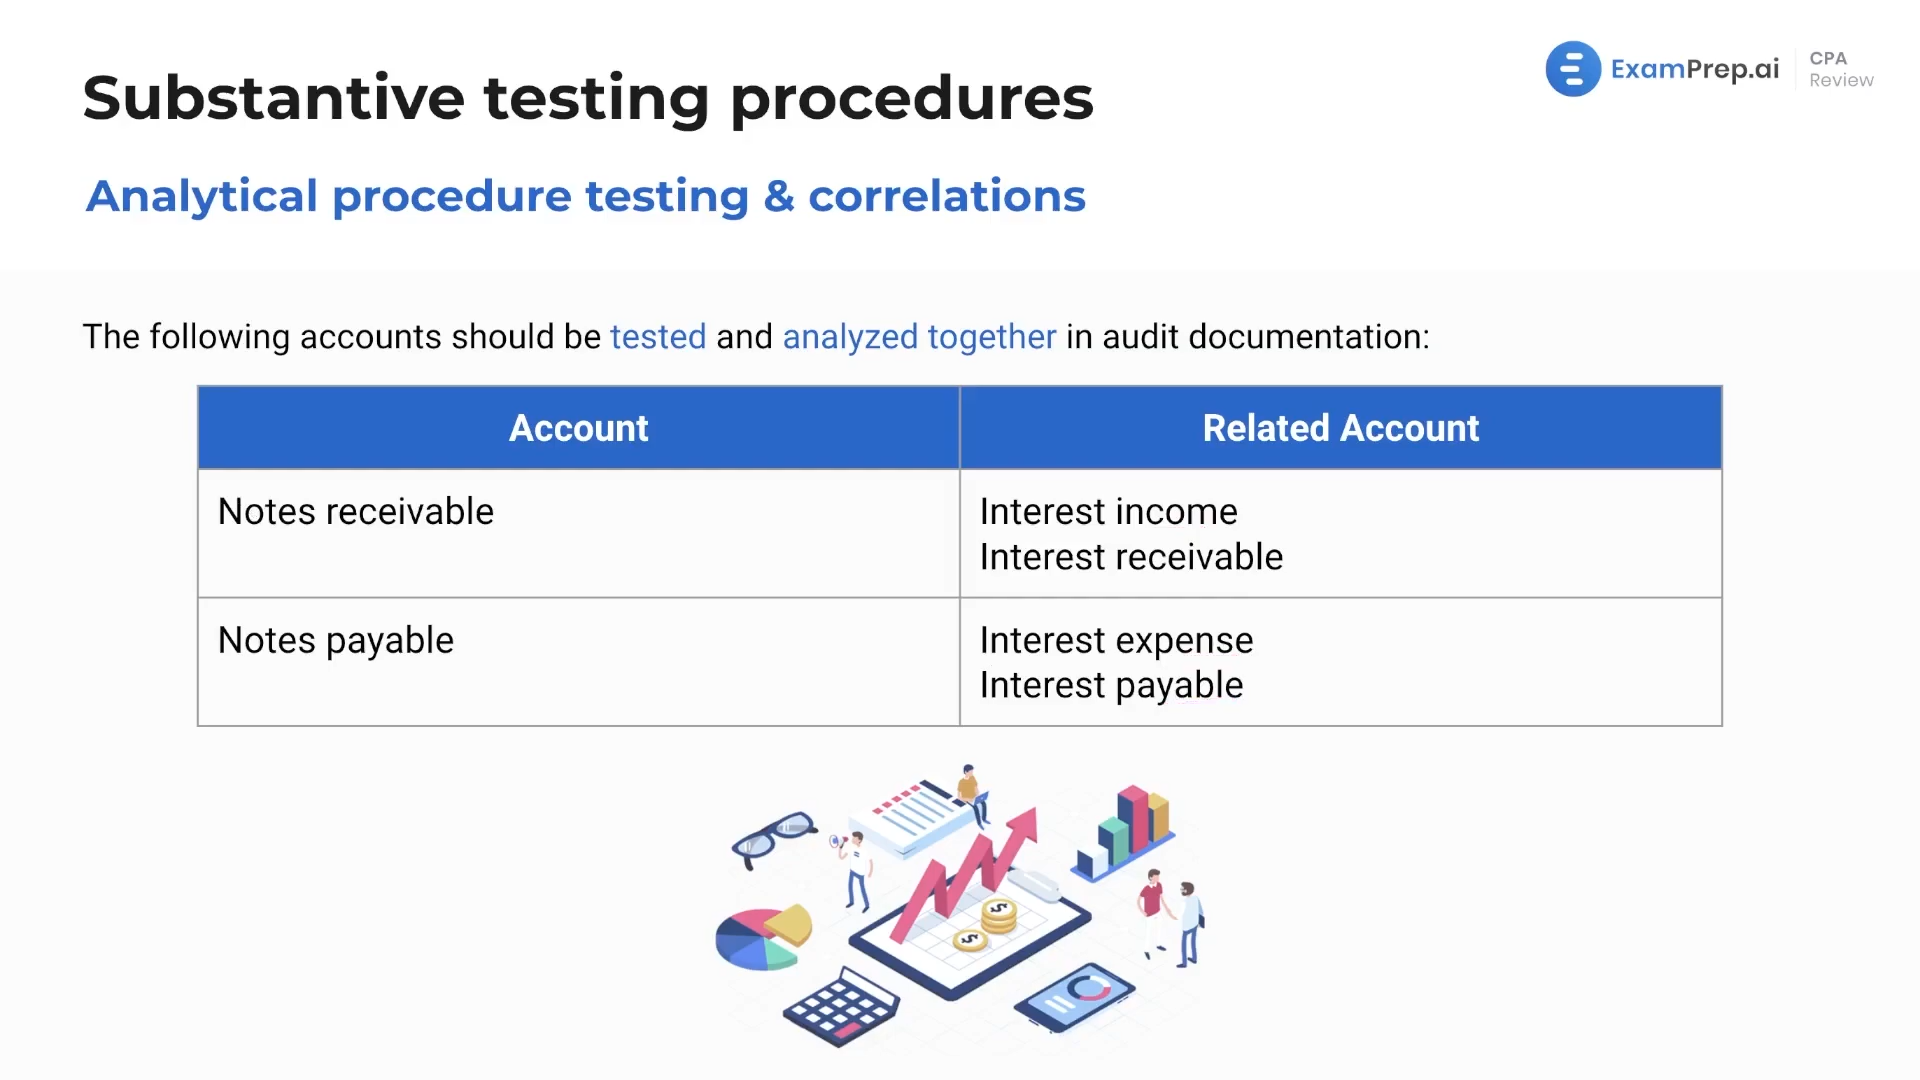 Substantive testing procedures
ExamPrep.ai
CPA
Review
Analytical procedure testing & correlations
The following accounts should be tested and analyzed together in audit documentation:
Account
Related Account
Notes receivable
Interest income
Interest receivable
Notes payable
Interest expense
Interest payable